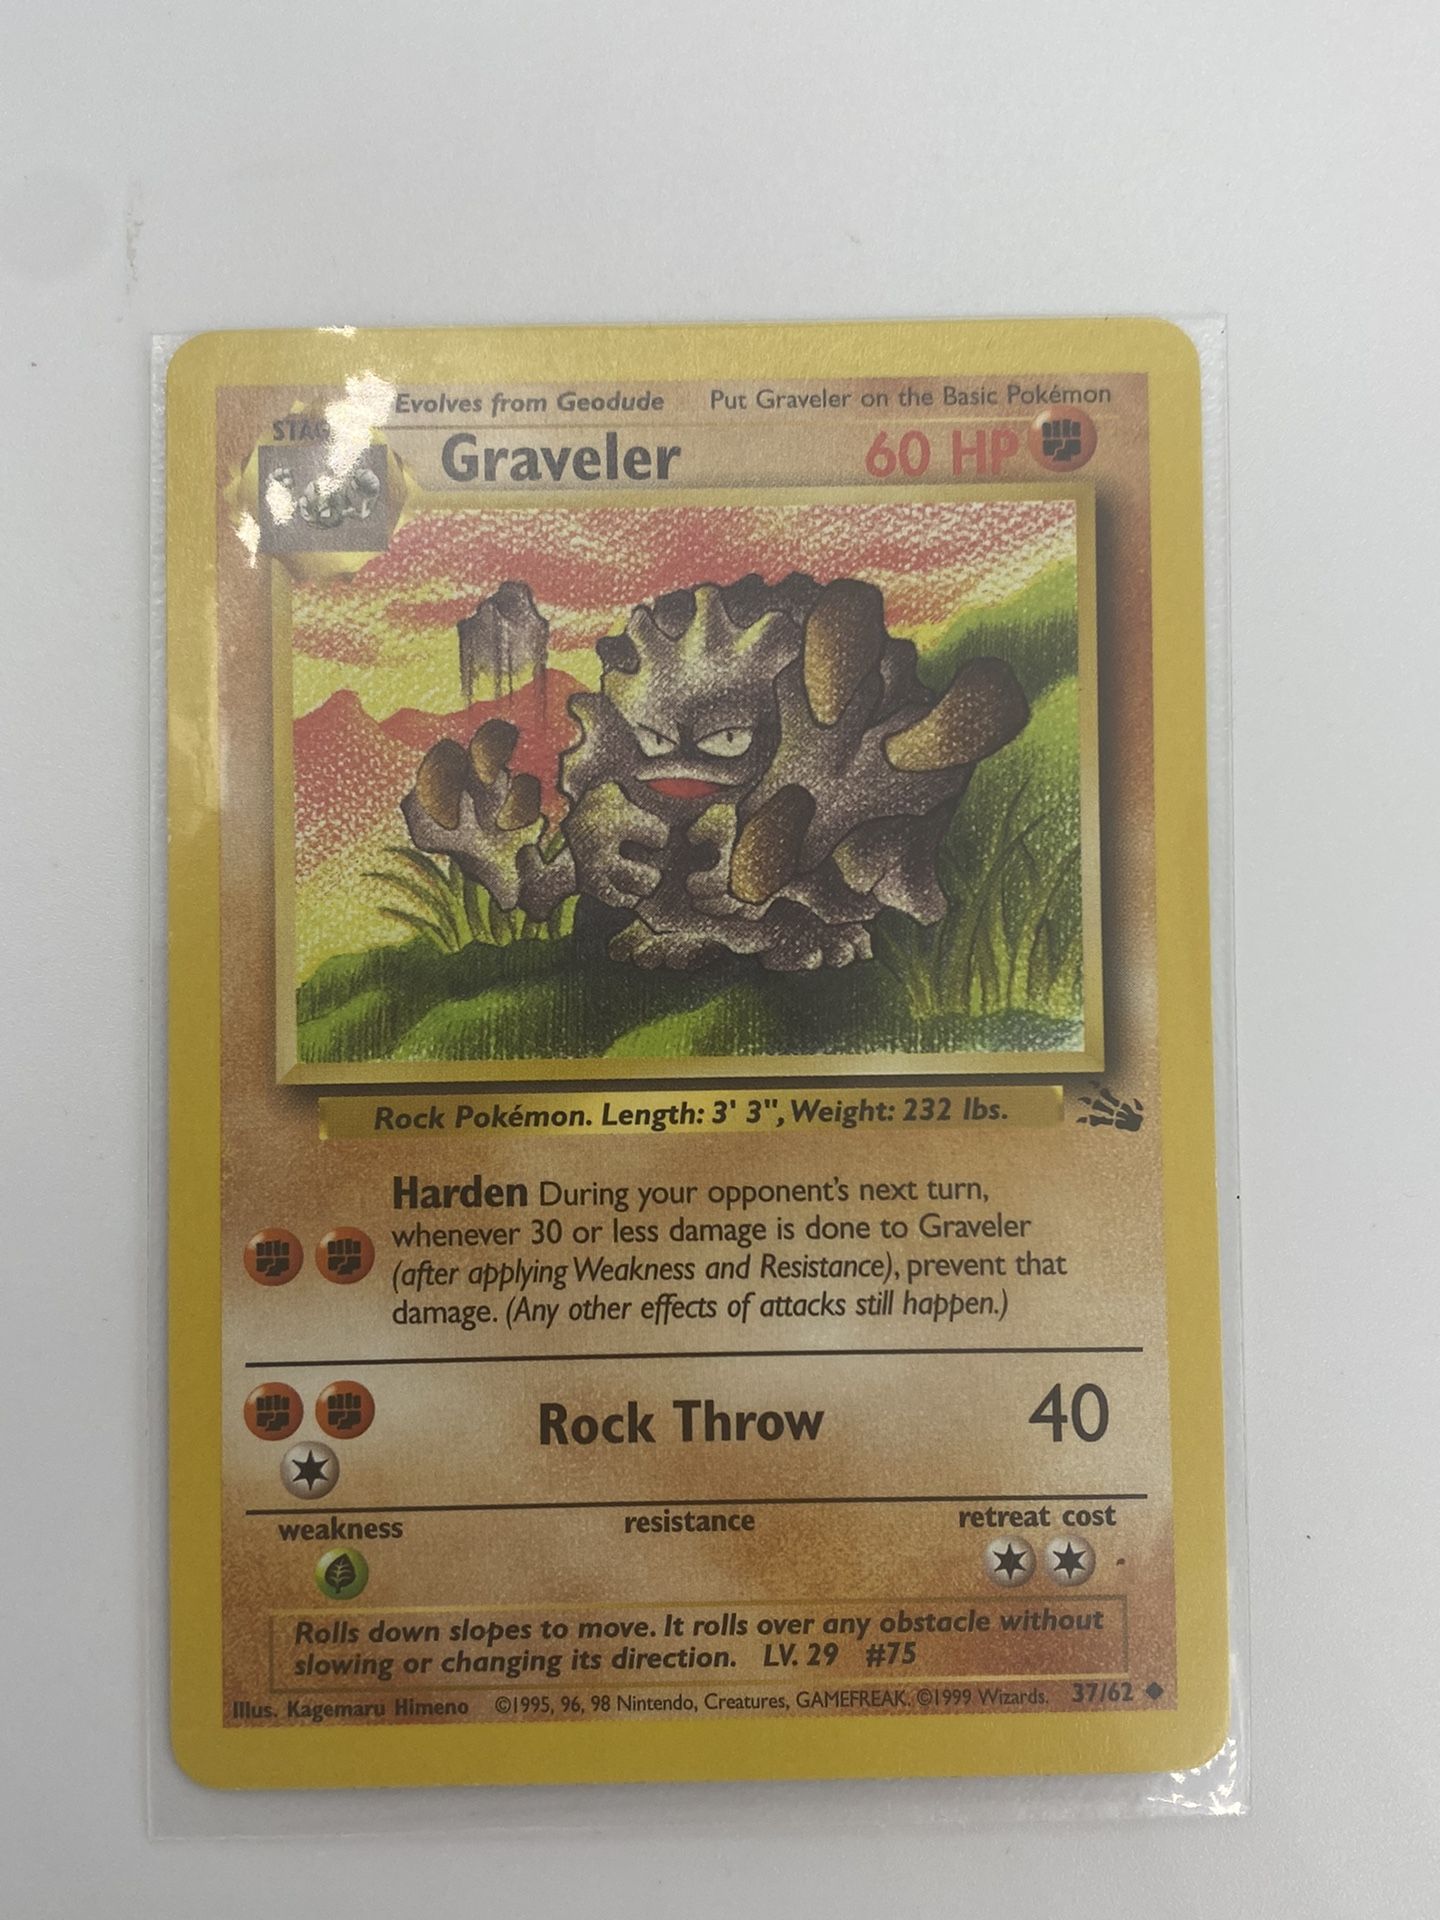 Evolves from Geodude Put Graveler on the Basic Pokémon
Graveler 60 HP
Rock Pokémon. Length: 3' 3", Weight: 232 lbs.
Harden During your opponent's next turn,
whenever 30 or less damage is done to Graveler
(after applying Weakness and Resistance), prevent that
damage. (Any other effects of attacks still happen.)
Rock Throw 40
weakness resistance retreat cost
Rolls down slopes to move. It rolls over any obstacle without
slowing or changing its direction. LV. 29 #75
Illus. Kagemaru Himeno ©1995, 96, 98 Nintendo, Creatures, GAMEFREAK. ©1999 Wizards. 37/62